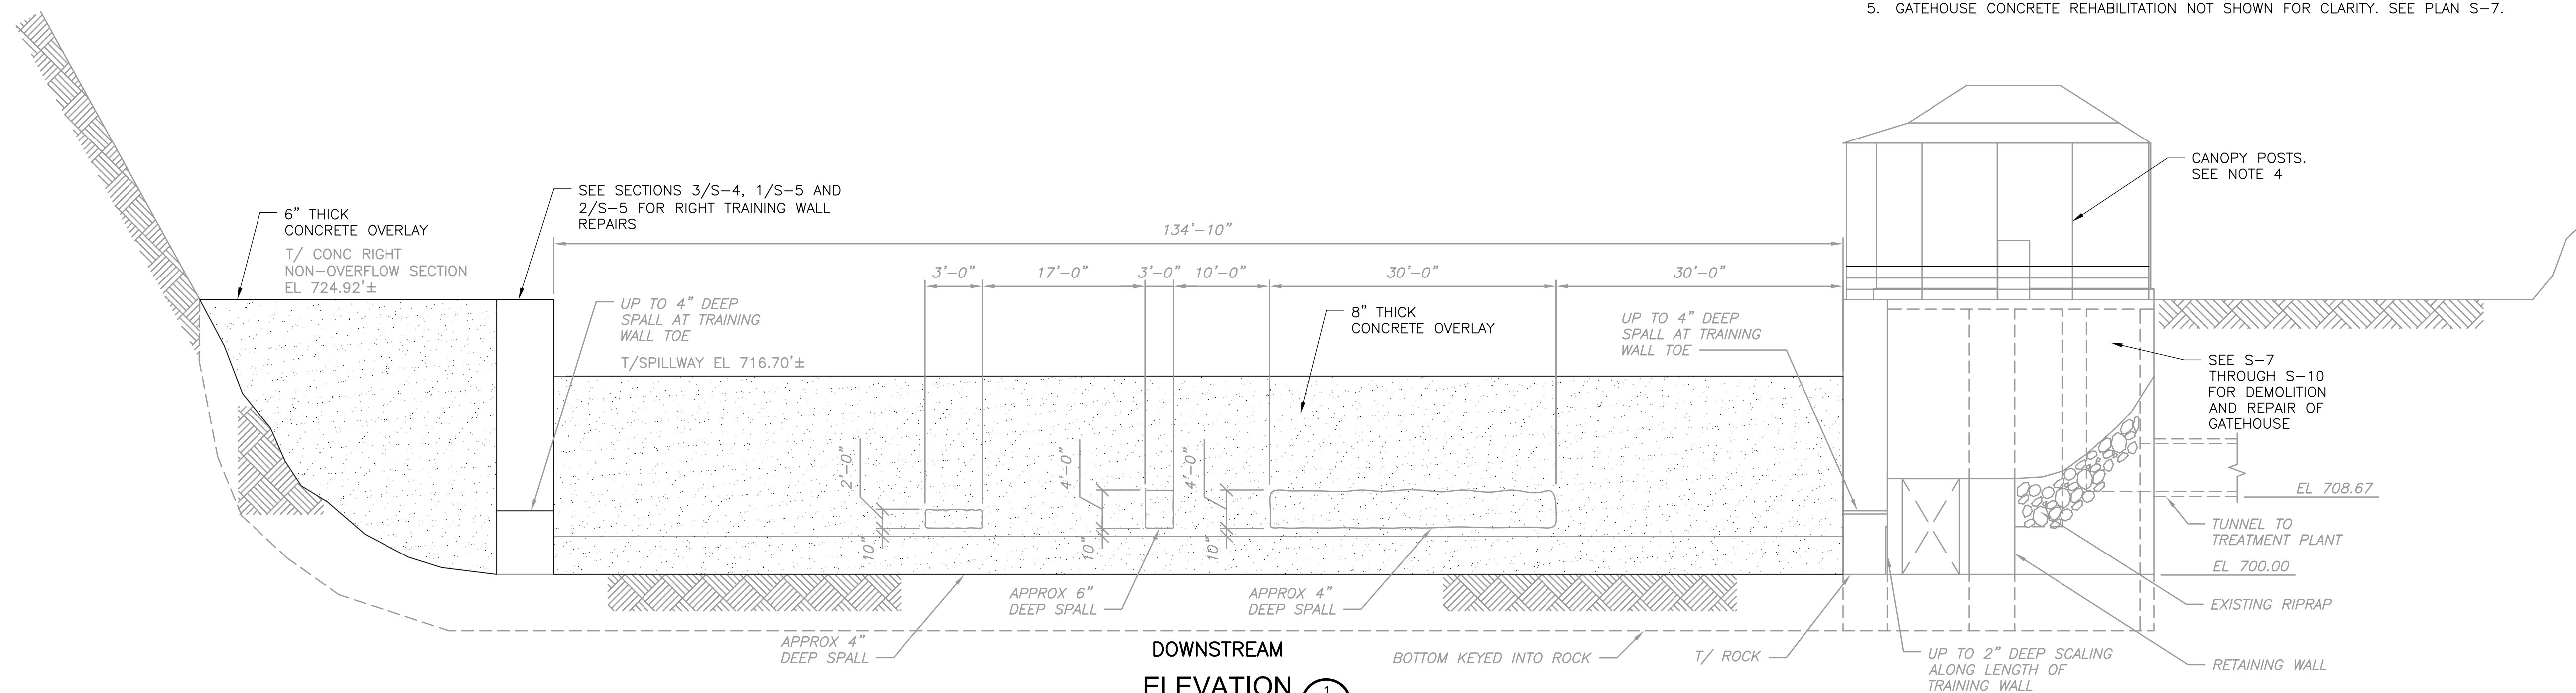 5. GATEHOUSE CONCRETE REHABILITATION NOT SHOWN FOR CLARITY. SEE PLAN S-7.
CANOPY POSTS.
SEE NOTE 4
SEE SECTIONS 3/S-4, 1/S-5 AND
2/S-5 FOR RIGHT TRAINING WALL
REPAIRS
6" THICK
CONCRETE OVERLAY
T/ CONC RIGHT
NON-OVERFLOW SECTION
EL 724.92'±
134'-10"
3'-0"
17'-0"
3'-0"
10'-0"
30'-0"
30'-0"
UP TO 4" DEEP
SPALL AT TRAINING
WALL TOE
T/SPILLWAY EL 716.70'±
8" THICK
CONCRETE OVERLAY
UP TO 4" DEEP
SPALL AT TRAINING
WALL TOE
SEE S-7
THROUGH S-10
FOR DEMOLITION
AND REPAIR OF
GATEHOUSE
2'-0"
10"
4'-0"
10"
4'-0"
10"
EL 708.67
TUNNEL TO
TREATMENT PLANT
EL 700.00
EXISTING RIPRAP
RETAINING WALL
APPROX 4"
DEEP SPALL
APPROX 6"
DEEP SPALL
APPROX 4"
DEEP SPALL
BOTTOM KEYED INTO ROCK
T/ ROCK
UP TO 2" DEEP SCALING
ALONG LENGTH OF
TRAINING WALL
DOWNSTREAM
ELEVATION
1